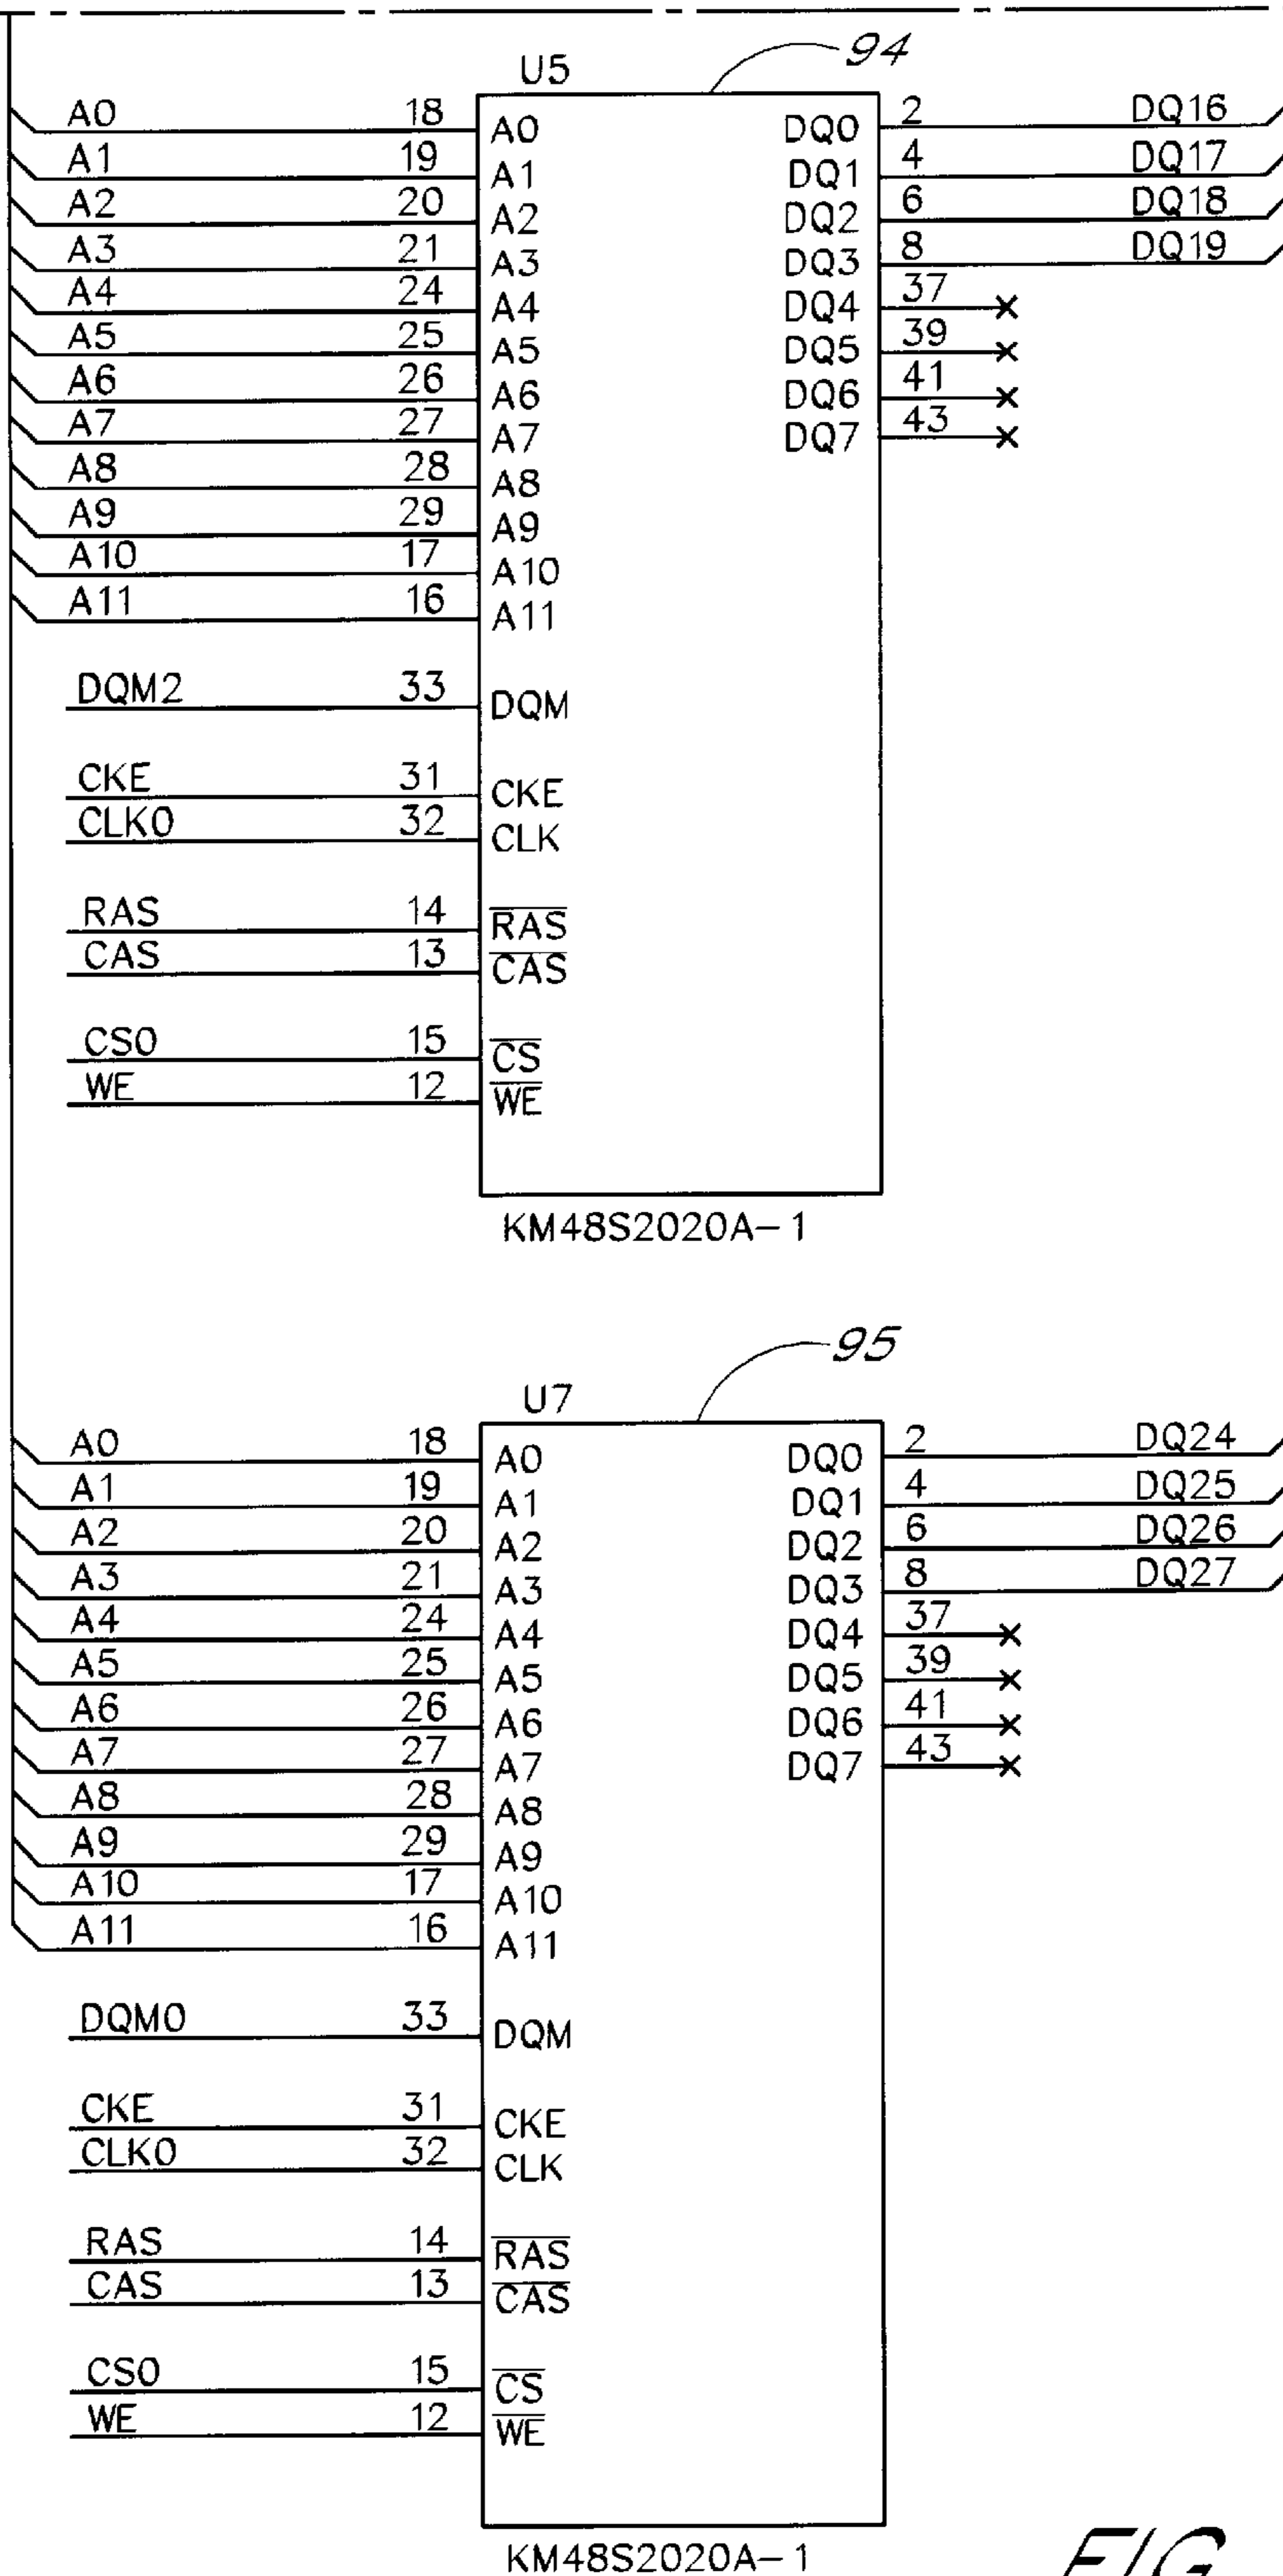 94
U5
A0 18 A0 DQ0 2 DQ16
A1 19 A1 DQ1 4 DQ17
A2 20 A2 DQ2 6 DQ18
A3 21 A3 DQ3 8 DQ19
A4 24 A4 DQ4 37
A5 25 A5 DQ5 39
A6 26 A6 DQ6 41
A7 27 A7 DQ7 43
A8 28 A8
A9 29 A9
A10 17 A10
A11 16 A11
DQM2 33 DQM
CKE 31 CKE
CLK0 32 CLK
RAS 14 RAS
CAS 13 CAS
CS0 15 CS
WE 12 WE
KM48S2020A-1
95
U7
A0 18 A0 DQ0 2 DQ24
A1 19 A1 DQ1 4 DQ25
A2 20 A2 DQ2 6 DQ26
A3 21 A3 DQ3 8 DQ27
A4 24 A4 DQ4 37
A5 25 A5 DQ5 39
A6 26 A6 DQ6 41
A7 27 A7 DQ7 43
A8 28 A8
A9 29 A9
A10 17 A10
A11 16 A11
DQM0 33 DQM
CKE 31 CKE
CLK0 32 CLK
RAS 14 RAS
CAS 13 CAS
CS0 15 CS
WE 12 WE
KM48S2020A-1
FIG